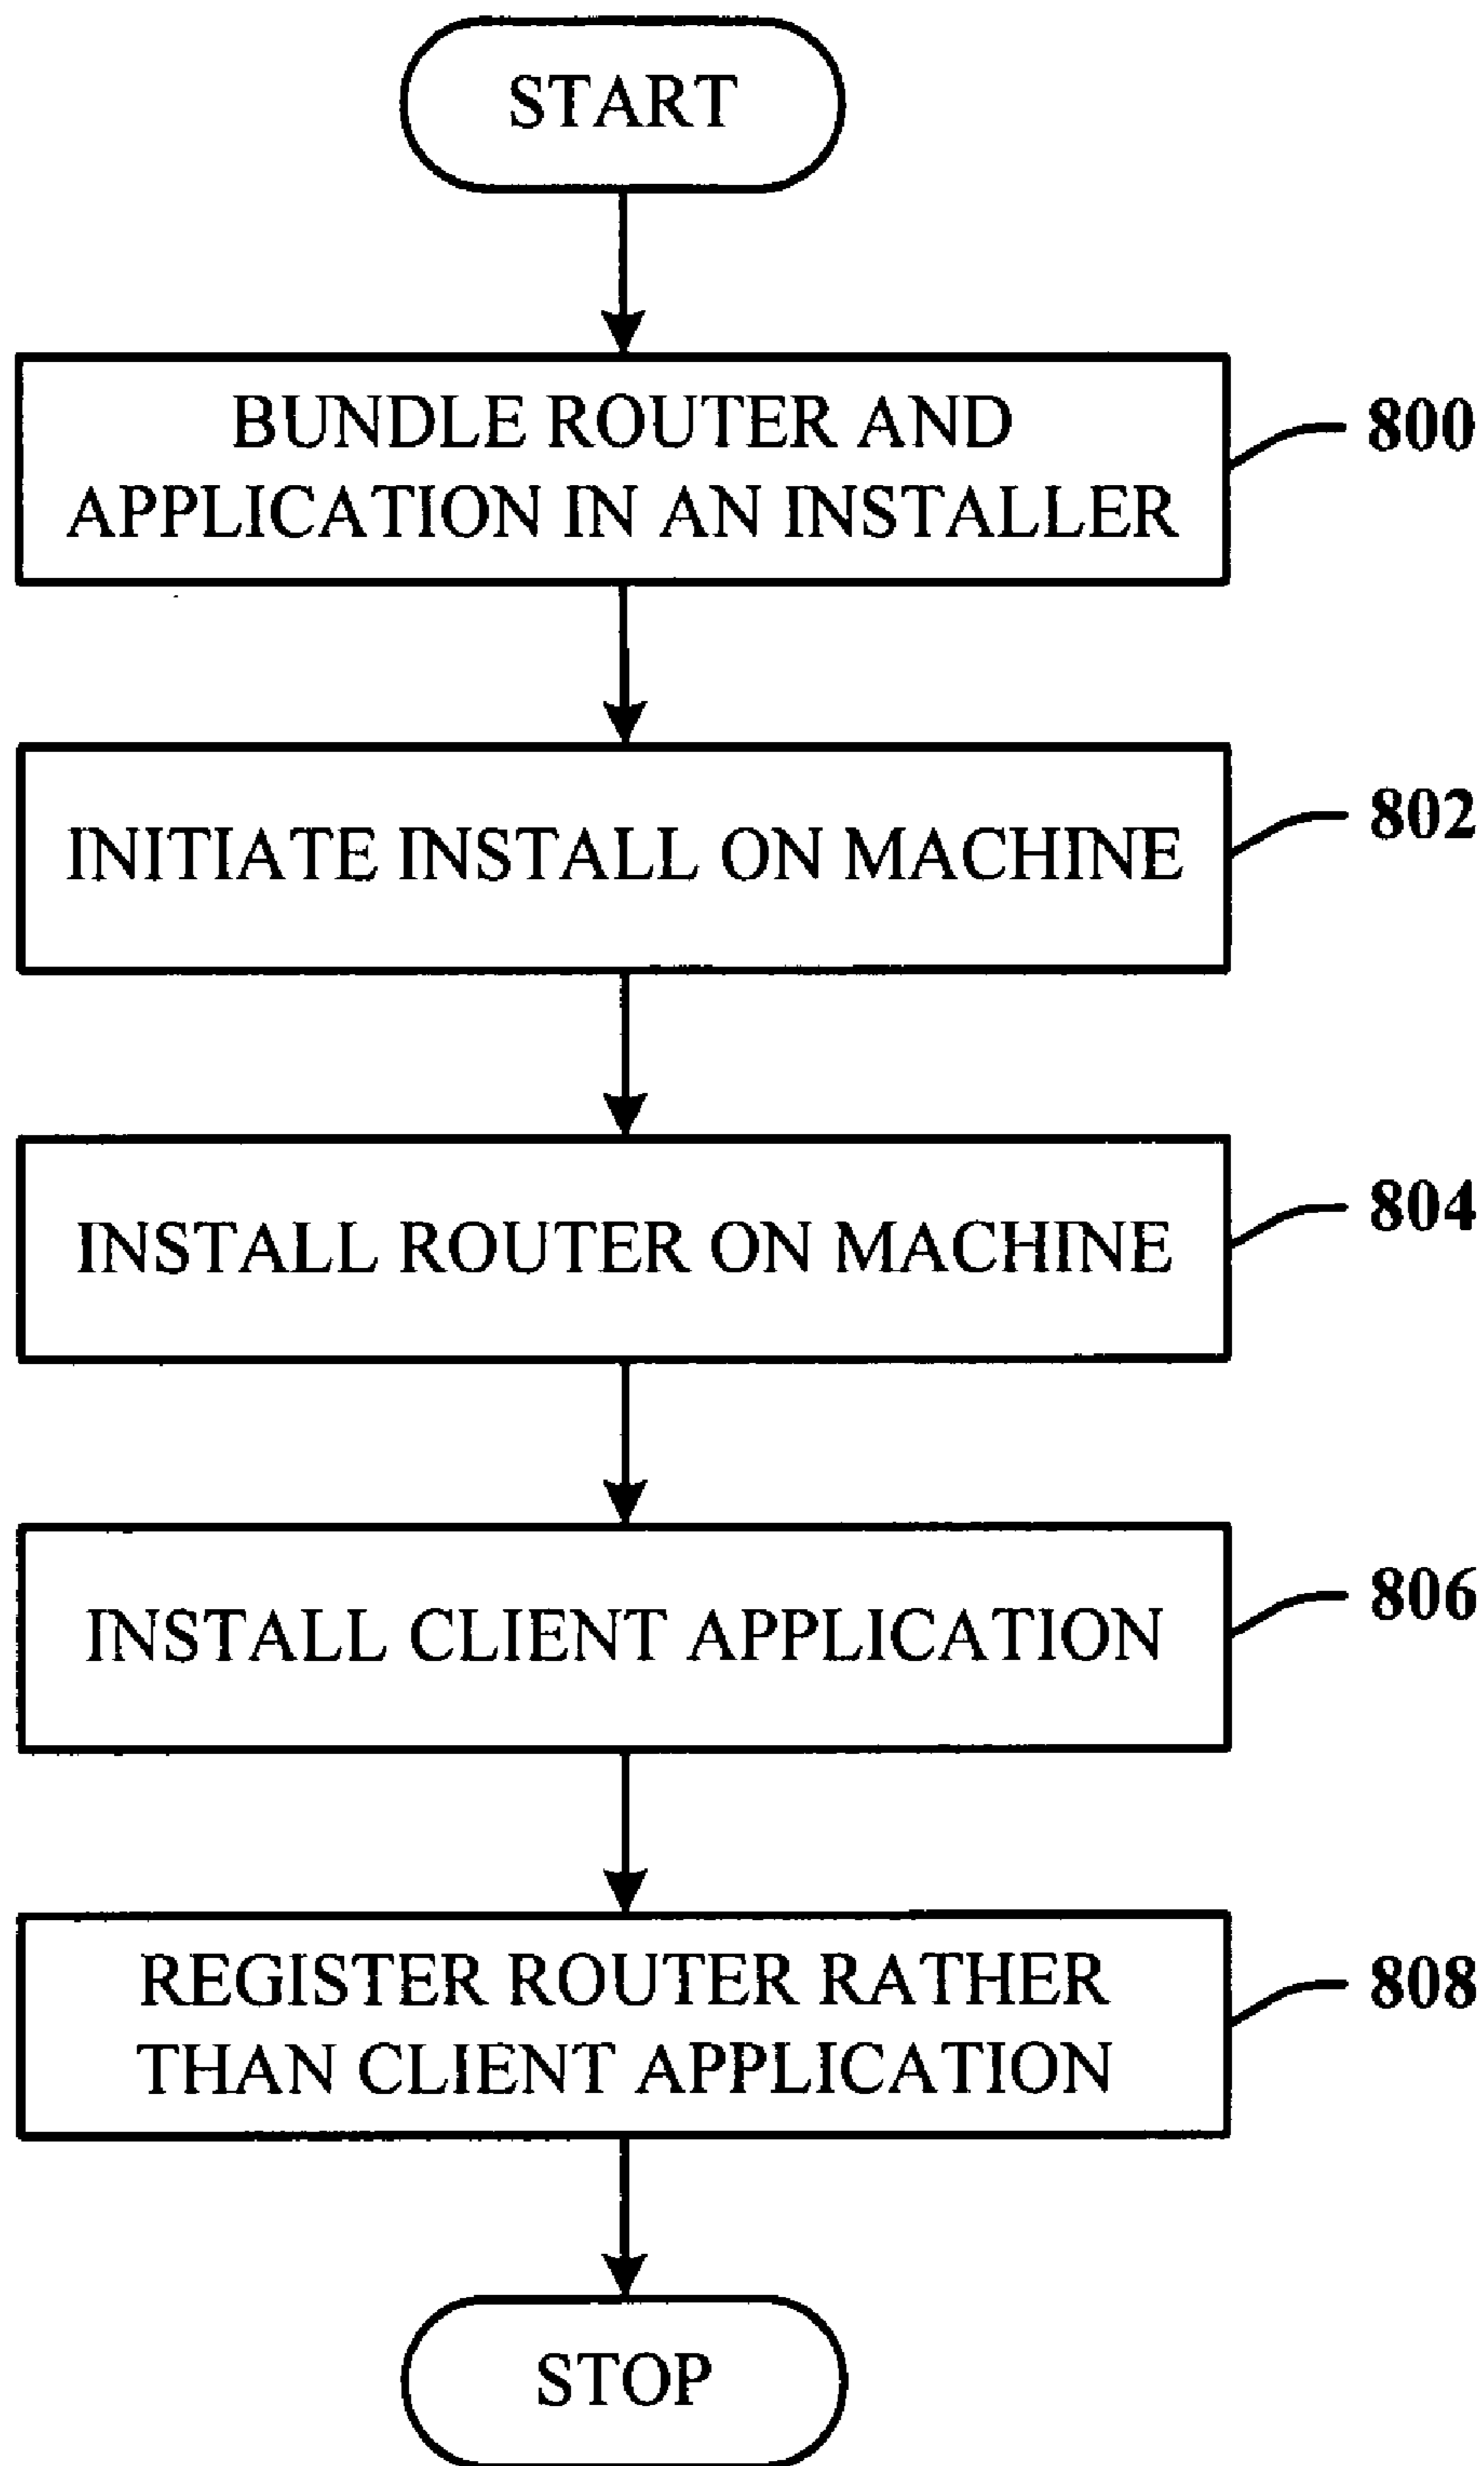 START
BUNDLE ROUTER AND
APPLICATION IN AN INSTALLER
800
INITIATE INSTALL ON MACHINE
802
INSTALL ROUTER ON MACHINE
804
INSTALL CLIENT APPLICATION
806
REGISTER ROUTER RATHER
THAN CLIENT APPLICATION
808
STOP